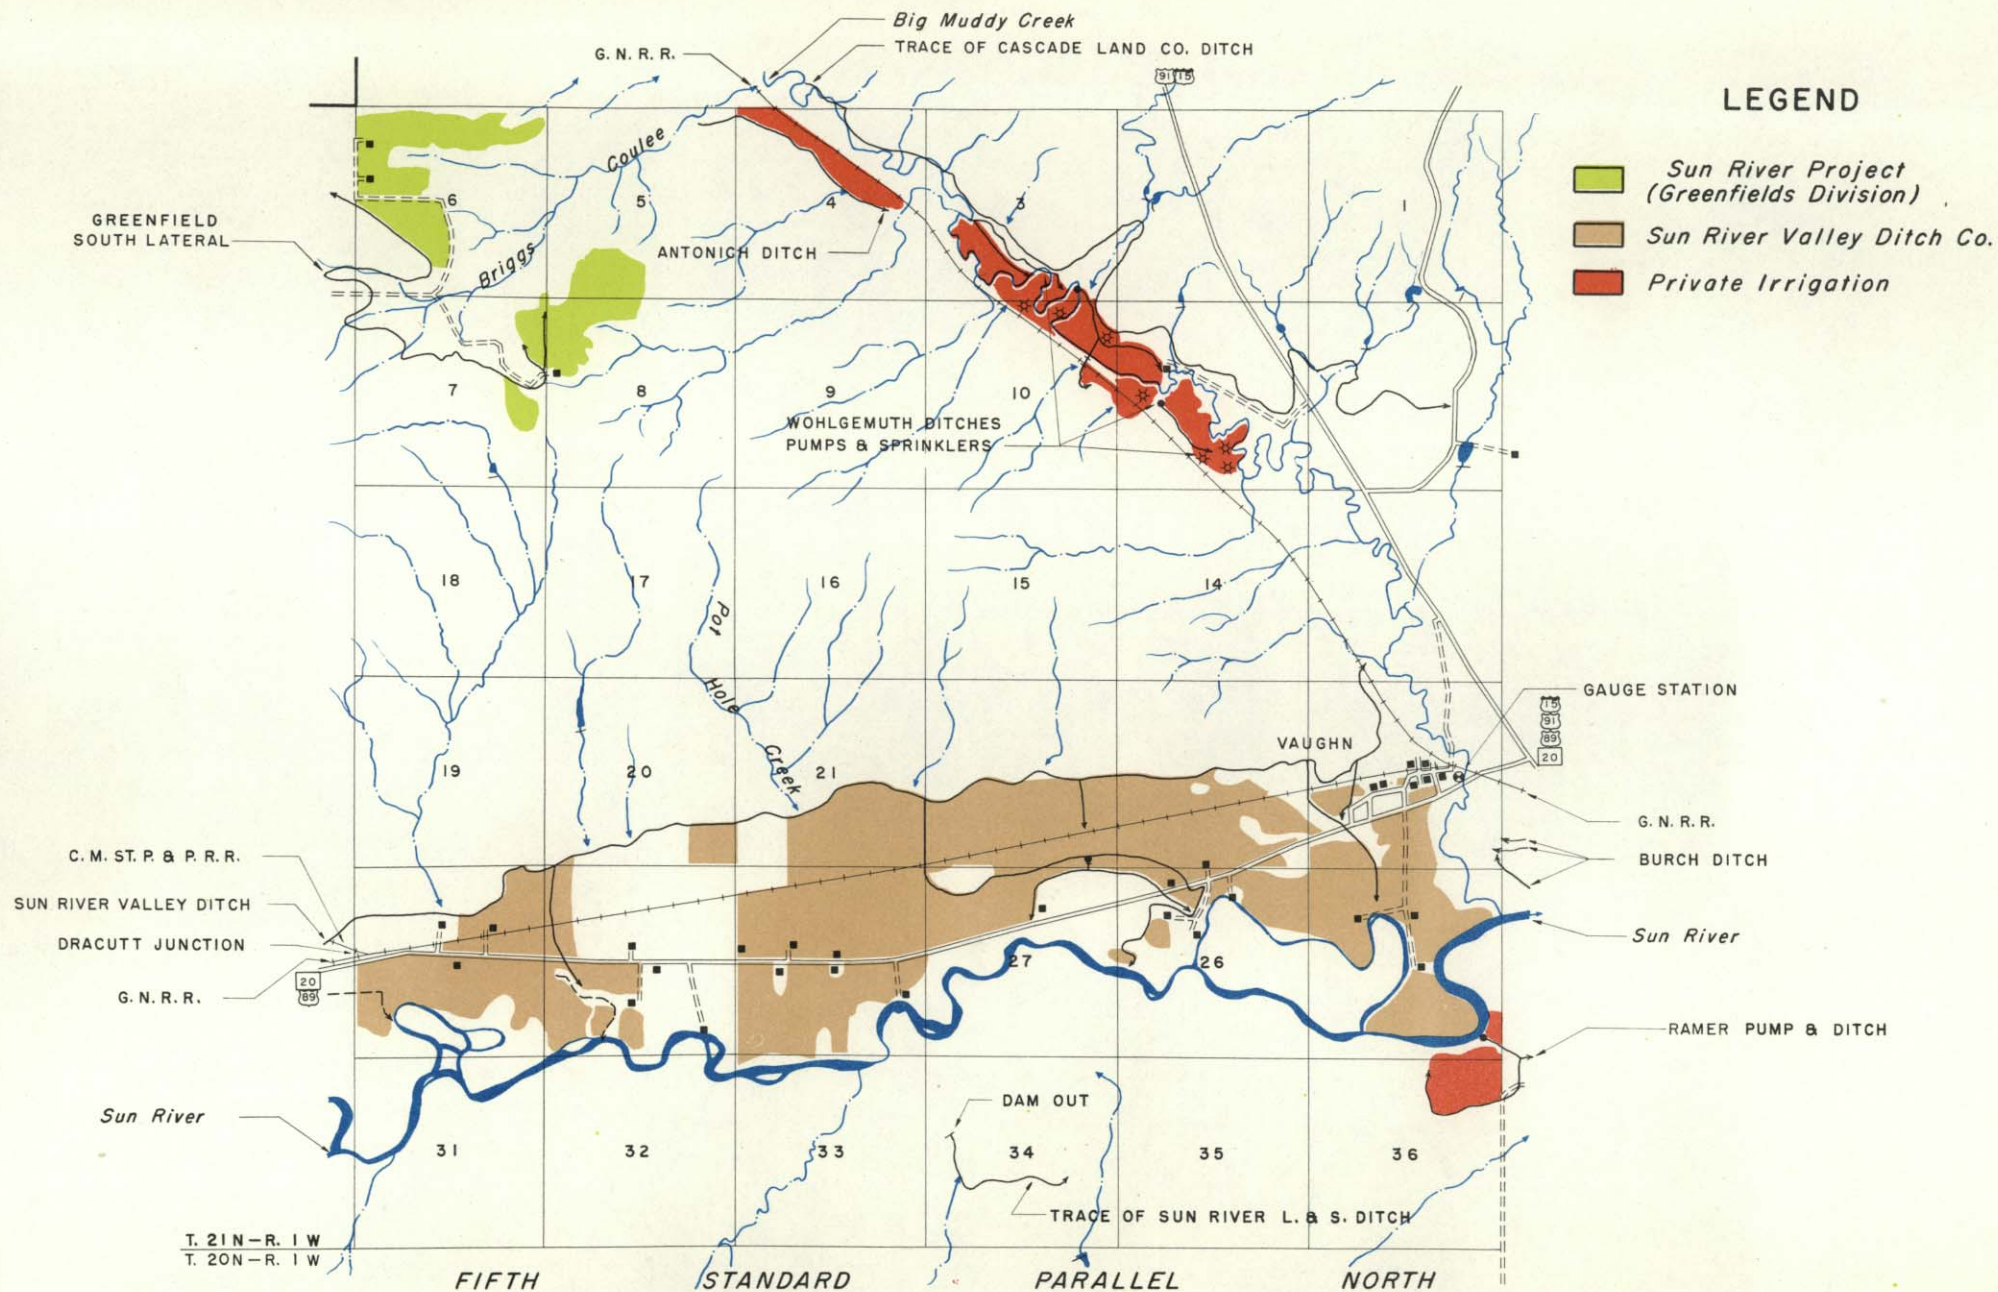 Big Muddy Creek
TRACE OF CASCADE LAND CO. DITCH
G. N. R. R.
91 15
LEGEND
Sun River Project
(Greenfields Division)
Sun River Valley Ditch Co.
Private Irrigation
Coulee
Briggs
6
5
4
3
1
GREENFIELD
SOUTH LATERAL
ANTONICH DITCH
7
8
9
10
WOHLGEMUTH DITCHES
PUMPS & SPRINKLERS
18
17
16
15
14
Pot
Hole
Creek
GAUGE STATION
15
91
89
20
VAUGHN
19
20
21
G. N. R. R.
BURCH DITCH
C. M. ST. P. & P. R. R.
SUN RIVER VALLEY DITCH
DRACUTT JUNCTION
20
89
G. N. R. R.
27
26
Sun River
RAMER PUMP & DITCH
Sun River
DAM OUT
31
32
33
34
35
36
TRACE OF SUN RIVER L. & S. DITCH
T. 21 N – R. 1 W
T. 20N – R. 1 W
FIFTH STANDARD PARALLEL NORTH